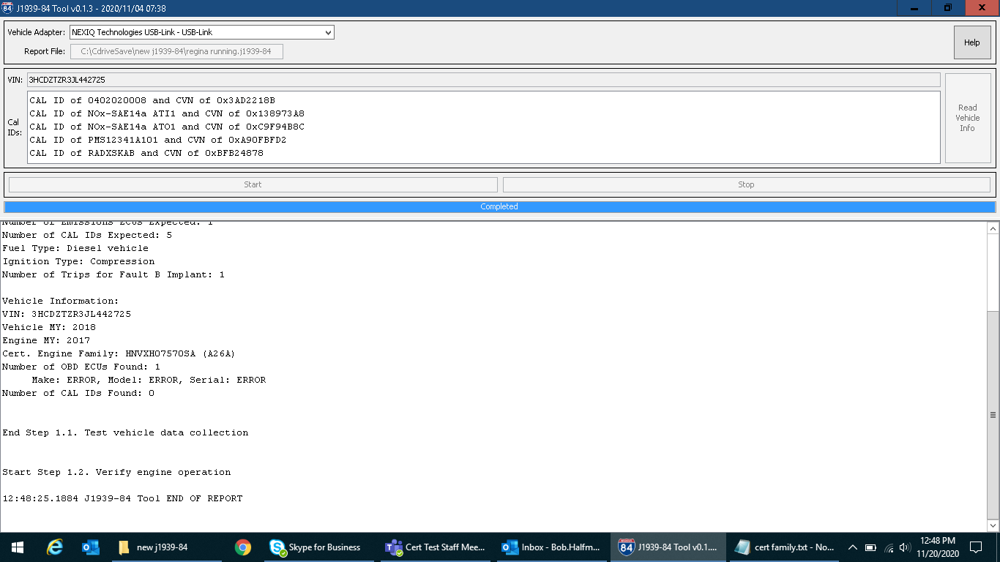 84 J1939-84 Tool v0.1.3 - 2020/11/04 07:38
Vehicle Adapter: NEXIQ Technologies USB-Link - USB-Link
Report File: C:\CdriveSave\new j1939-84\regina running.j1939-84
Help
VIN: 3HCDZTZR3JL442725
Cal IDs:
CAL ID of 0402020008 and CVN of 0x3AD2218B
CAL ID of NOx-SAE14a ATI1 and CVN of 0x138973A8
CAL ID of NOx-SAE14a ATO1 and CVN of 0xC9F94B8C
CAL ID of PMS12341A101 and CVN of 0xA90FBFD2
CAL ID of RADXSKAB and CVN of 0xBFB24878
Read
Vehicle
Info
Start Stop
Completed
Number of Emissions ECUs Expected: 1
Number of CAL IDs Expected: 5
Fuel Type: Diesel vehicle
Ignition Type: Compression
Number of Trips for Fault B Implant: 1
Vehicle Information:
VIN: 3HCDZTZR3JL442725
Vehicle MY: 2018
Engine MY: 2017
Cert. Engine Family: HNVXH07570SA (A26A)
Number of OBD ECUs Found: 1
Make: ERROR, Model: ERROR, Serial: ERROR
Number of CAL IDs Found: 0
End Step 1.1. Test vehicle data collection
Start Step 1.2. Verify engine operation
12:48:25.1884 J1939-84 Tool END OF REPORT
new j1939-84 Skype for Business Cert Test Staff Mee... Inbox - Bob.Halfm... 84 J1939-84 Tool v0.1.... cert family.txt - No... 12:48 PM
11/20/2020